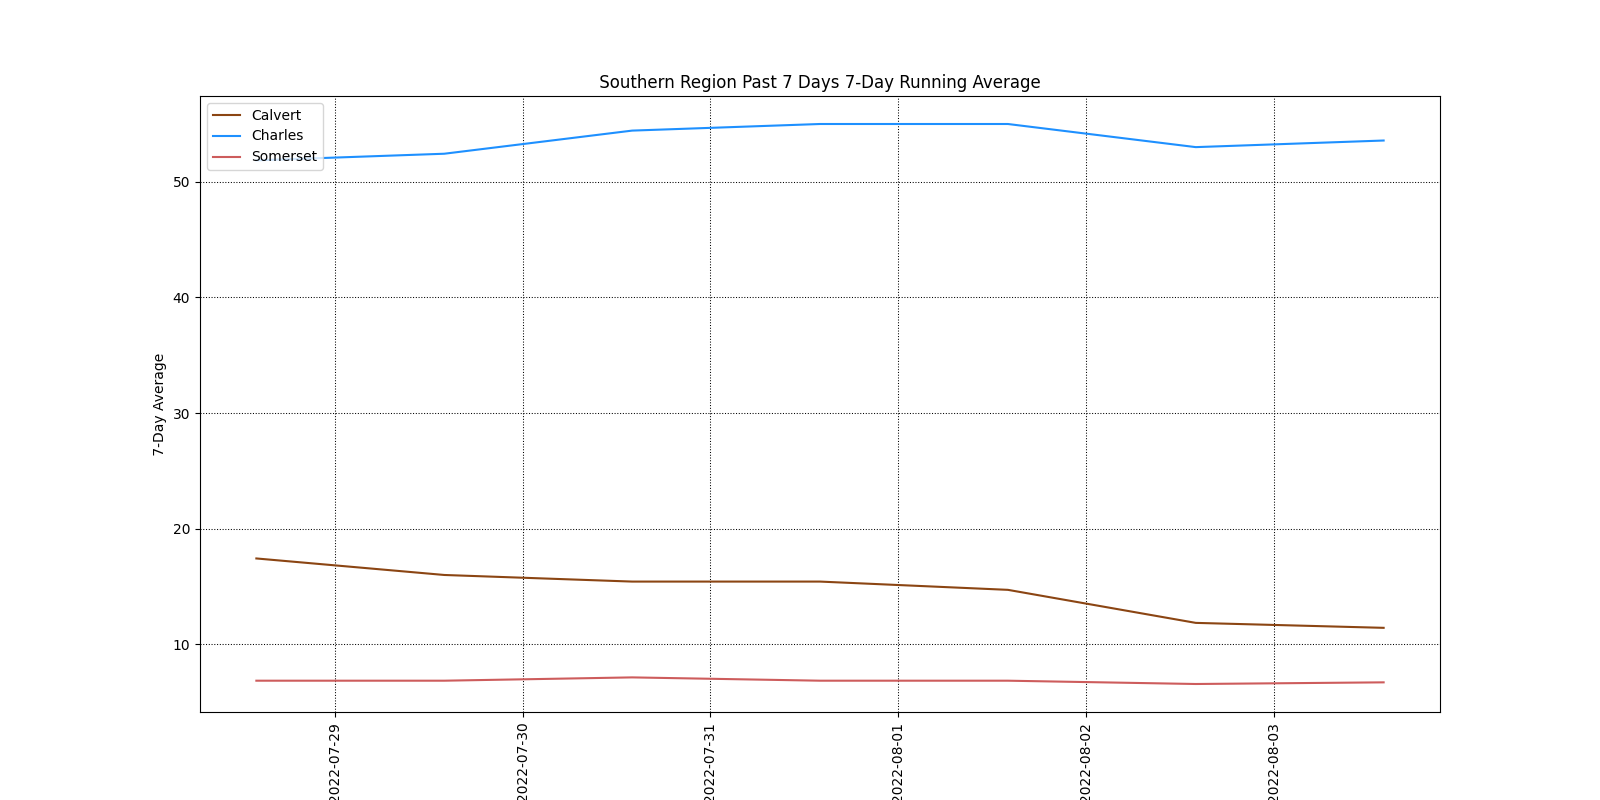 Southern Region Past 7 Days 7-Day Running Average
Calvert
Charles
Somerset
50
40
30
20
10
7-Day Average
2022-07-29
2022-07-30
2022-07-31
2022-08-01
2022-08-02
2022-08-03